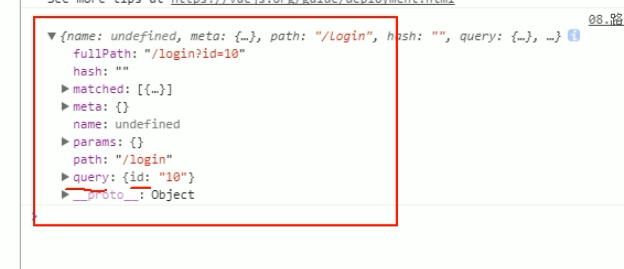 See more tips at https://vuejs.org/guide/deployment.html
08.路
▼{name: undefined, meta: {…}, path: "/login", hash: "", query: {…}, …} i
fullPath: "/login?id=10"
hash: ""
▶matched: [{…}]
▶meta: {}
name: undefined
▶params: {}
path: "/login"
▶query: {id: "10"}
▶__proto__: Object